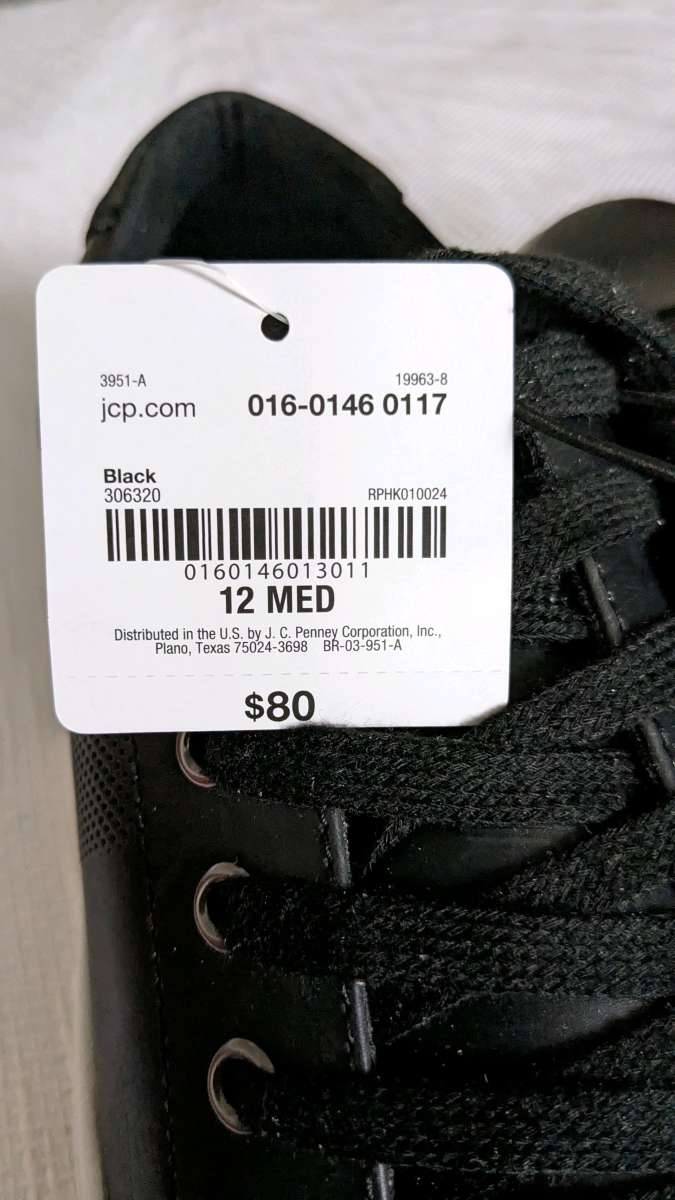 3951-A 19963-8
jcp.com 016-0146 0117
Black
306320 RPHK010024
0160146013011
12 MED
Distributed in the U.S. by J. C. Penney Corporation, Inc.,
Plano, Texas 75024-3698 BR-03-951-A
$80